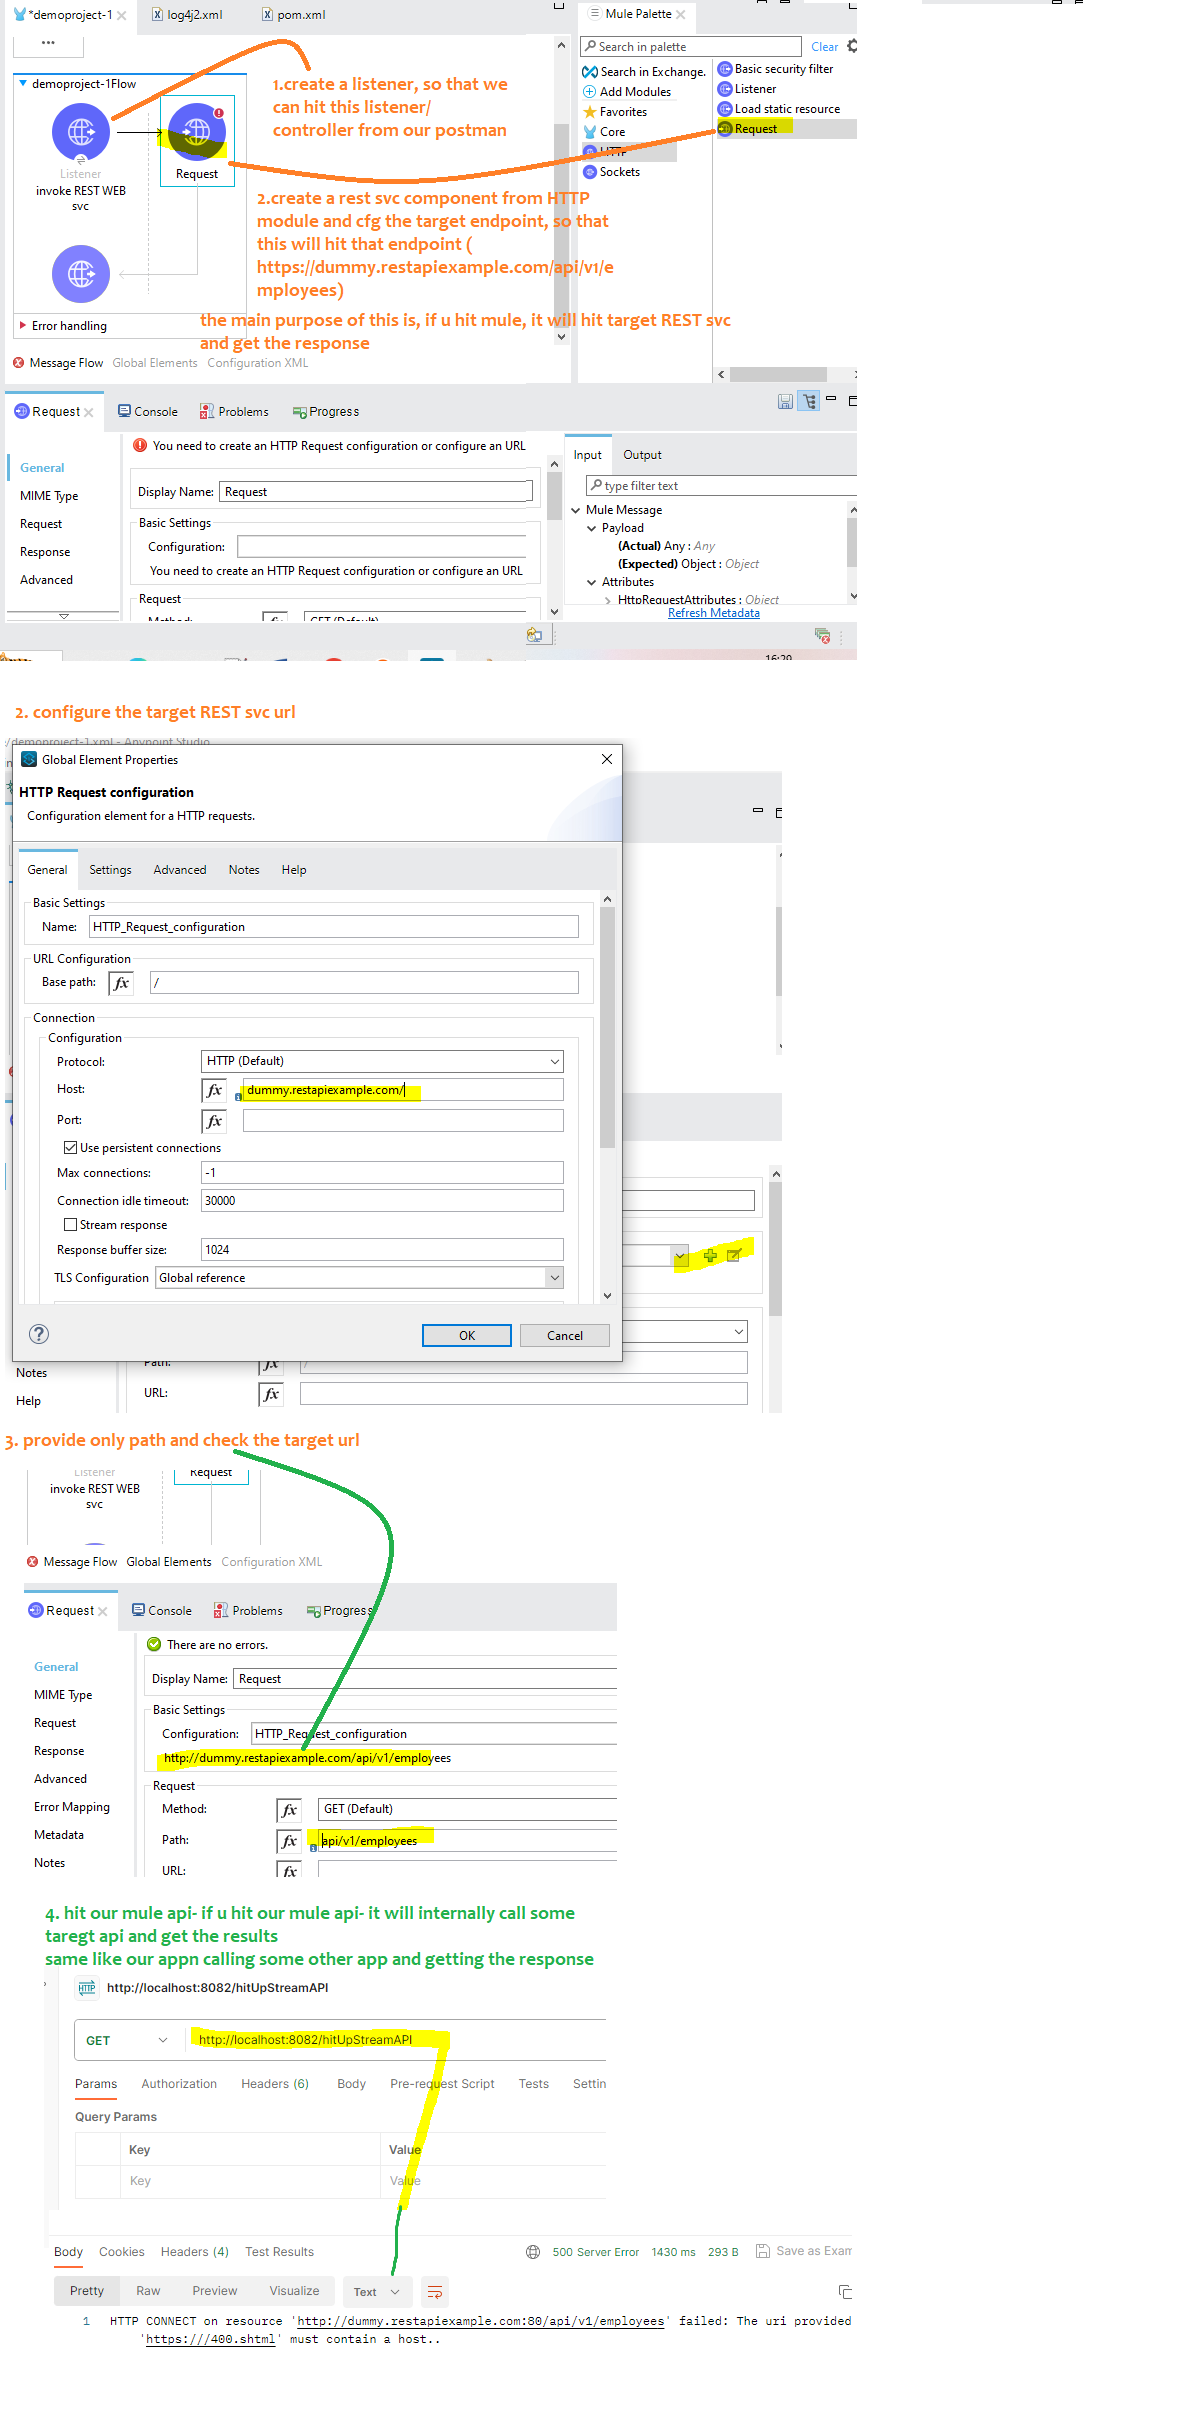 *demoproject-1
log4j2.xml
pom.xml
Mule Palette
...
Search in palette
Clear
demoproject-1Flow
Search in Exchange.
Add Modules
Favorites
Core
HTTP
Sockets
Basic security filter
Listener
Load static resource
Request
1.create a listener, so that we
can hit this listener/
controller from our postman
Listener
invoke REST WEB
svc
Request
2.create a rest svc component from HTTP
module and cfg the target endpoint, so that
this will hit that endpoint (
https://dummy.restapiexample.com/api/v1/e
mployees)
Error handling
the main purpose of this is, if u hit mule, it will hit target REST svc
and get the response
Message Flow Global Elements Configuration XML
Request
Console
Problems
Progress
You need to create an HTTP Request configuration or configure an URL
General
MIME Type
Request
Response
Advanced
Display Name: Request
Basic Settings
Configuration:
You need to create an HTTP Request configuration or configure an URL
Request
Method: GET (Default)
Input
Output
type filter text
Mule Message
Payload
(Actual) Any : Any
(Expected) Object : Object
Attributes
HttpRequestAttributes : Object
Refresh Metadata
16:29
2. configure the target REST svc url
/demoproject-1.xml - Anypoint Studio
Global Element Properties
HTTP Request configuration
Configuration element for a HTTP requests.
General Settings Advanced Notes Help
Basic Settings
Name: HTTP_Request_configuration
URL Configuration
Base path: fx /
Connection
Configuration
Protocol: HTTP (Default)
Host: fx dummy.restapiexample.com/
Port: fx
Use persistent connections
Max connections: -1
Connection idle timeout: 30000
Stream response
Response buffer size: 1024
TLS Configuration Global reference
OK Cancel
Path: fx /
Notes
URL: fx
Help
3. provide only path and check the target url
Listener
invoke REST WEB
svc
Request
Message Flow Global Elements Configuration XML
Request
Console
Problems
Progress
There are no errors.
General
MIME Type
Request
Response
Advanced
Error Mapping
Metadata
Notes
Display Name: Request
Basic Settings
Configuration: HTTP_Request_configuration
http://dummy.restapiexample.com/api/v1/employees
Request
Method: fx GET (Default)
Path: fx api/v1/employees
URL: fx
4. hit our mule api- if u hit our mule api- it will internally call some
taregt api and get the results
same like our appn calling some other app and getting the response
HTTP http://localhost:8082/hitUpStreamAPI
GET http://localhost:8082/hitUpStreamAPI
Params Authorization Headers (6) Body Pre-request Script Tests Settin
Query Params
Key Value
Key Value
Body Cookies Headers (4) Test Results
500 Server Error 1430 ms 293 B Save as Exam
Pretty Raw Preview Visualize Text
1 HTTP CONNECT on resource 'http://dummy.restapiexample.com:80/api/v1/employees' failed: The uri provided
'https:///400.shtml' must contain a host..